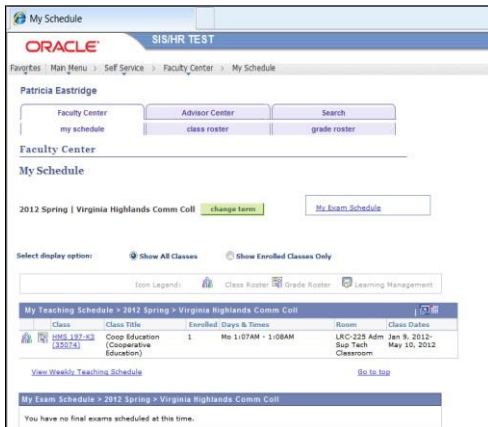 My Schedule
ORACLE
SIS/HR TEST
Favorites Main Menu > Self Service > Faculty Center > My Schedule
Patricia Eastridge
Faculty Center Advisor Center Search
my schedule class roster grade roster
Faculty Center
My Schedule
2012 Spring | Virginia Highlands Comm Coll change term My Exam Schedule
Select display option: Show All Classes Show Enrolled Classes Only
Icon Legend: Class Roster Grade Roster Learning Management
My Teaching Schedule > 2012 Spring > Virginia Highlands Comm Coll
Class Class Title Enrolled Days & Times Room Class Dates
HMS 197-K3 Coop Education 1 Mo 1:07AM - 1:08AM LRC-225 Adm Jan 9, 2012-
(35074) (Cooperative Sup Tech May 10, 2012
Education) Classroom
View Weekly Teaching Schedule Go to top
My Exam Schedule > 2012 Spring > Virginia Highlands Comm Coll
You have no final exams scheduled at this time.